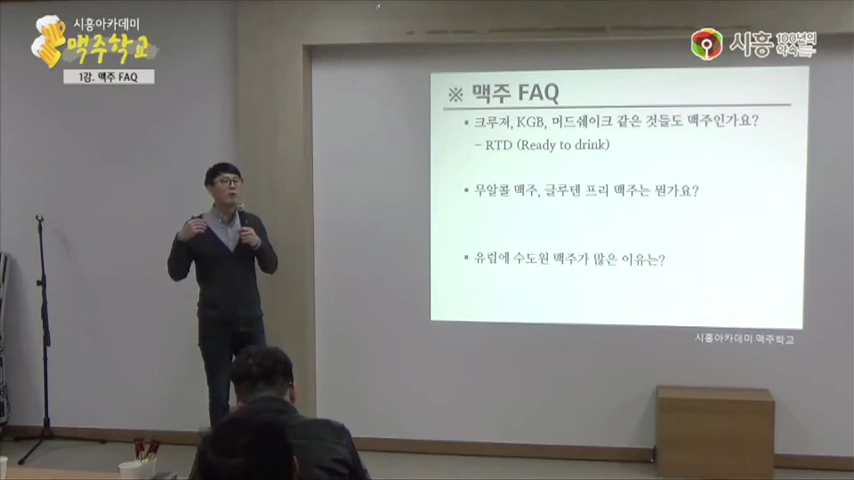 시흥아카데미
맥주학교
1강. 맥주 FAQ
시흥 100년의 약속
※ 맥주 FAQ
▪ 크루져, KGB, 머드쉐이크 같은 것들도 맥주인가요?
– RTD (Ready to drink)
▪ 무알콜 맥주, 글루덴 프리 맥주는 뭔가요?
▪ 유럽에 수도원 맥주가 많은 이유는?
시흥아카데미 맥주학교